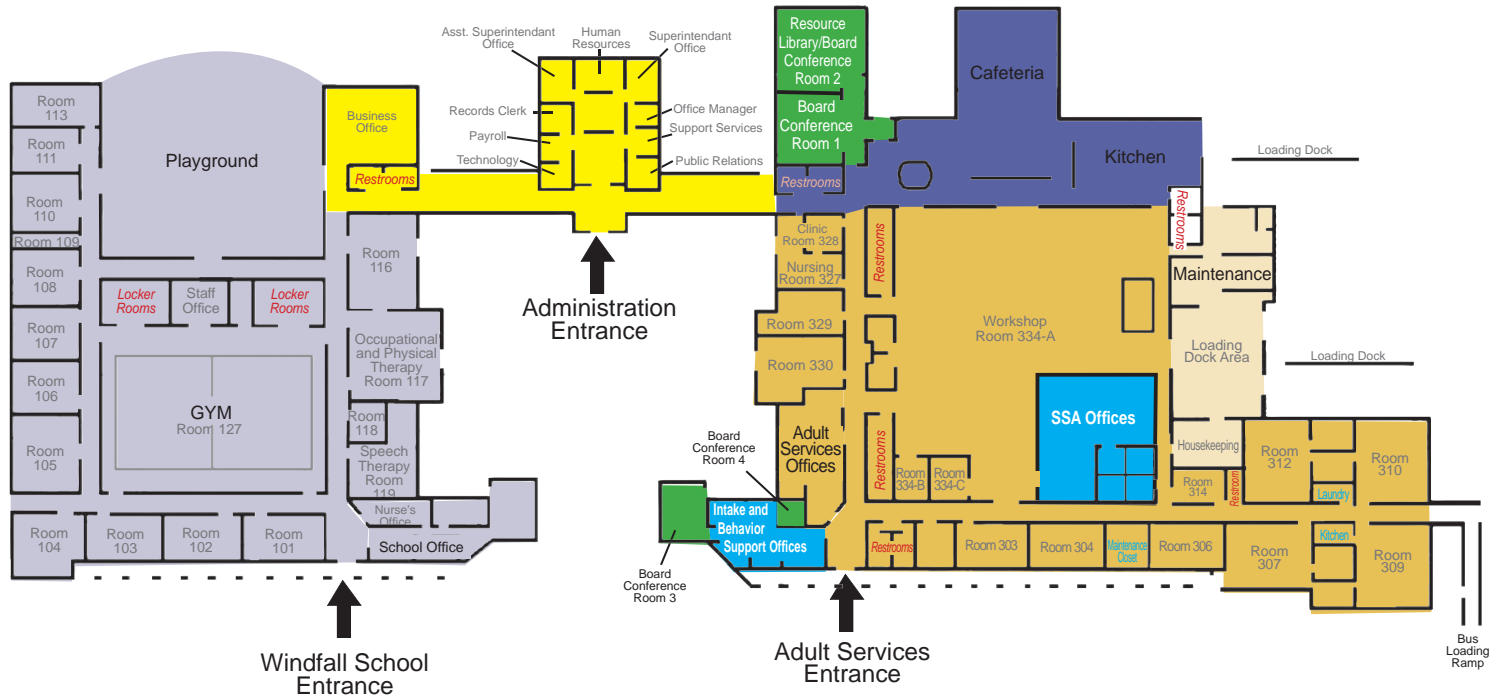 Asst. Superintendant
Office
Human
Resources
Superintendant
Office
Resource
Library/Board
Conference
Room 2
Cafeteria
Room
113
Business
Office
Records Clerk
Office Manager
Board
Conference
Room 1
Payroll
Support Services
Room
111
Playground
Kitchen
Loading Dock
Technology
Public Relations
Restrooms
Restrooms
Restrooms
Room
110
Room 109
Room
116
Clinic
Room 328
Restrooms
Nursing
Room 327
Maintenance
Room
108
Locker
Rooms
Staff
Office
Locker
Rooms
Administration
Entrance
Room 329
Workshop
Room 334-A
Room
107
Occupational
and Physical
Therapy
Room 117
Room 330
Loading
Dock Area
Loading Dock
Room
106
GYM
Room 127
Room
118
SSA Offices
Board
Conference
Room 4
Adult
Services
Offices
Restrooms
Housekeeping
Room
105
Speech
Therapy
Room
119
Room
334-B
Room
334-C
Room
312
Room
310
Room
314
Restroom
Laundry
Nurse's
Office
Intake and
Behavior
Support Offices
Room
104
Room
103
Room
102
Room
101
School Office
Restrooms
Room 303
Room 304
Maintenance
Closet
Room 306
Room
307
Kitchen
Room
309
Board
Conference
Room 3
Windfall School
Entrance
Adult Services
Entrance
Bus
Loading
Ramp